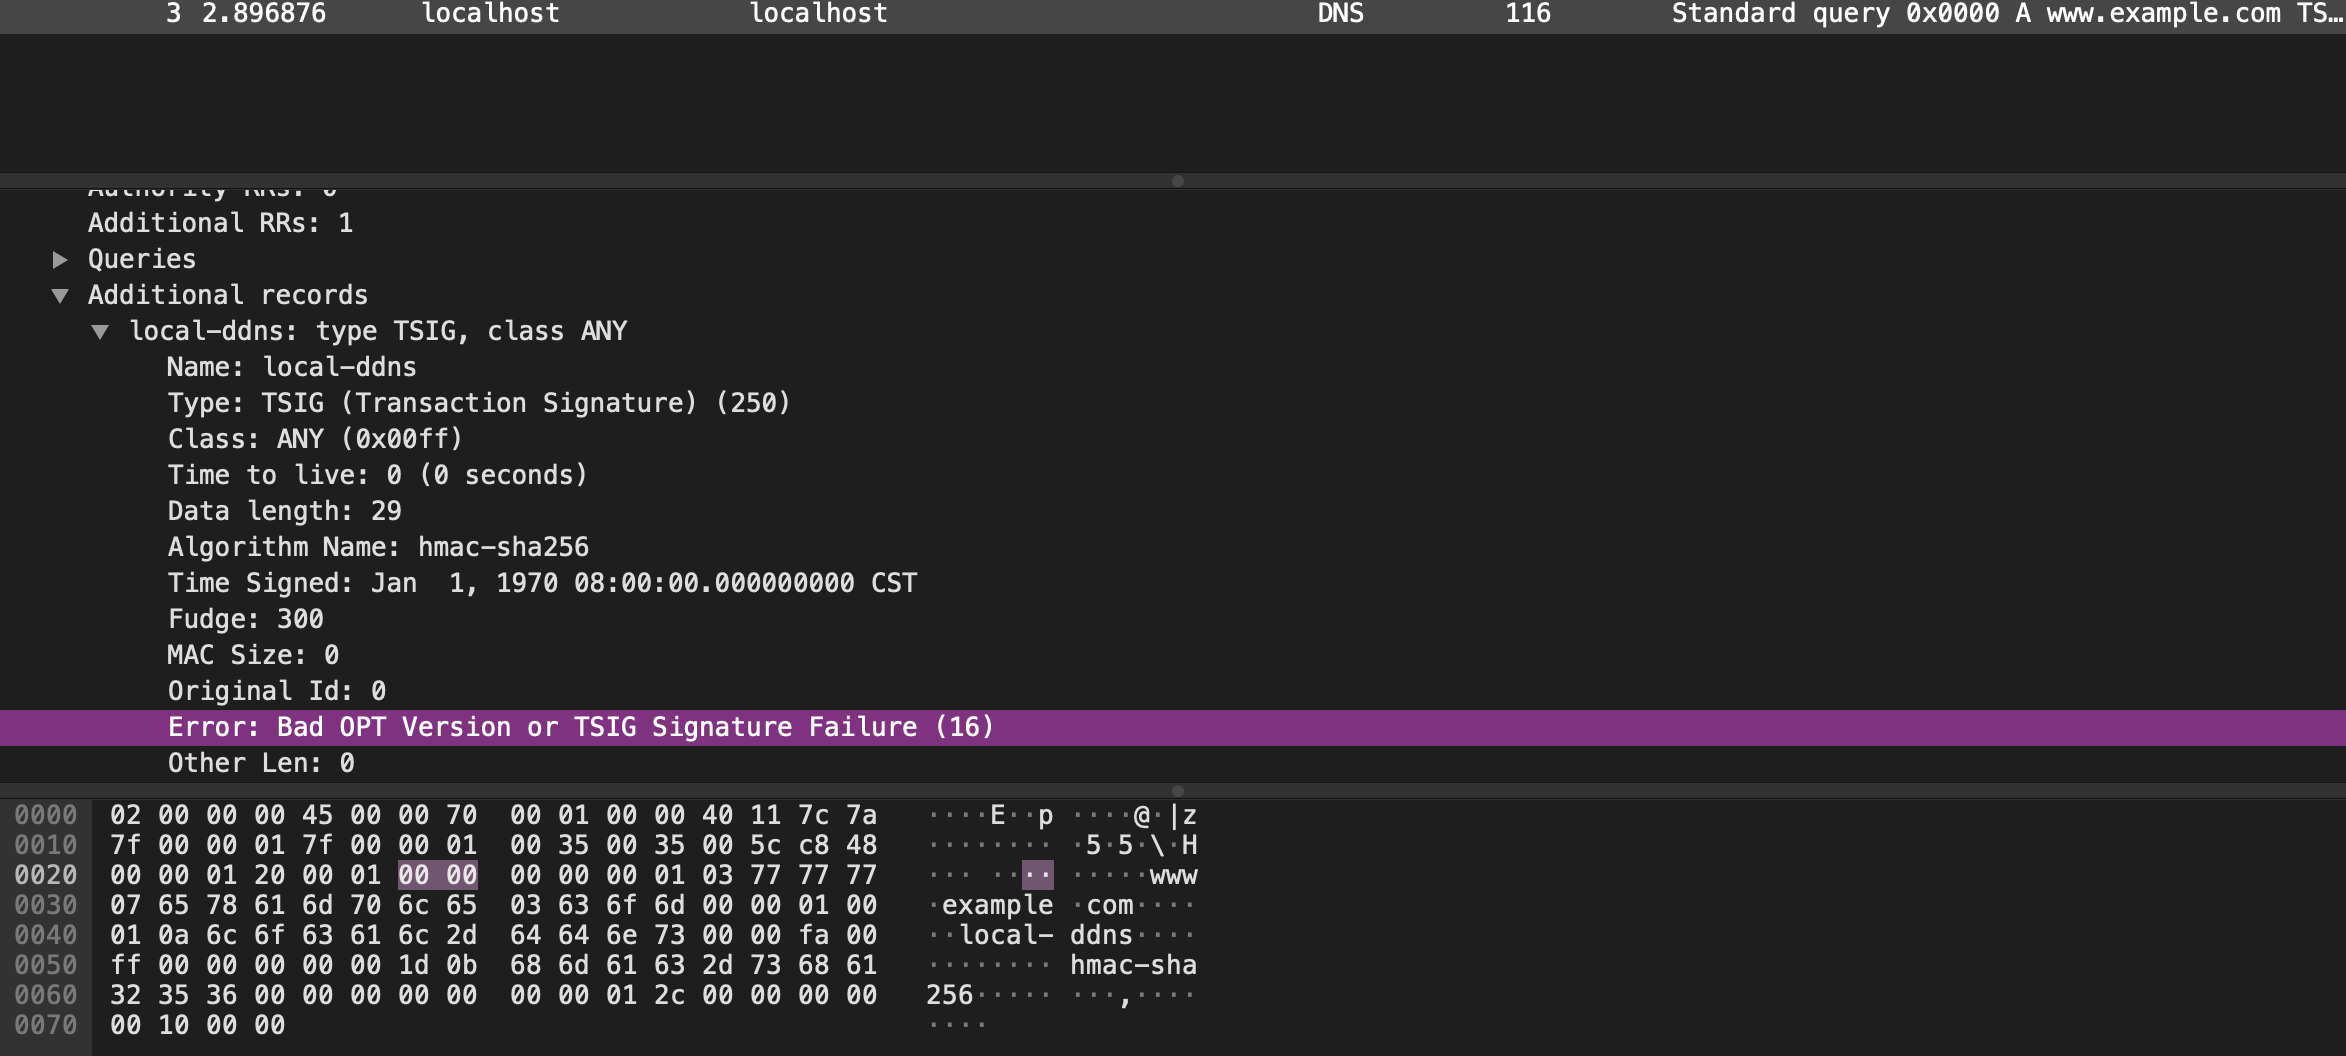 3 2.896876 localhost localhost DNS 116 Standard query 0x0000 A www.example.com TS…
Authority RRs: 0
Additional RRs: 1
Queries
Additional records
local-ddns: type TSIG, class ANY
Name: local-ddns
Type: TSIG (Transaction Signature) (250)
Class: ANY (0x00ff)
Time to live: 0 (0 seconds)
Data length: 29
Algorithm Name: hmac-sha256
Time Signed: Jan  1, 1970 08:00:00.000000000 CST
Fudge: 300
MAC Size: 0
Original Id: 0
Error: Bad OPT Version or TSIG Signature Failure (16)
Other Len: 0
0000 02 00 00 00 45 00 00 70 00 01 00 00 40 11 7c 7a ····E··p ····@·|z
0010 7f 00 00 01 7f 00 00 01 00 35 00 35 00 5c c8 48 ········ ·5·5·\·H
0020 00 00 01 20 00 01 00 00 00 00 00 01 03 77 77 77 ··· ···· ·····www
0030 07 65 78 61 6d 70 6c 65 03 63 6f 6d 00 00 01 00 ·example ·com····
0040 01 0a 6c 6f 63 61 6c 2d 64 64 6e 73 00 00 fa 00 ··local- ddns····
0050 ff 00 00 00 00 00 1d 0b 68 6d 61 63 2d 73 68 61 ········ hmac-sha
0060 32 35 36 00 00 00 00 00 00 00 01 2c 00 00 00 00 256····· ···,····
0070 00 10 00 00 ····